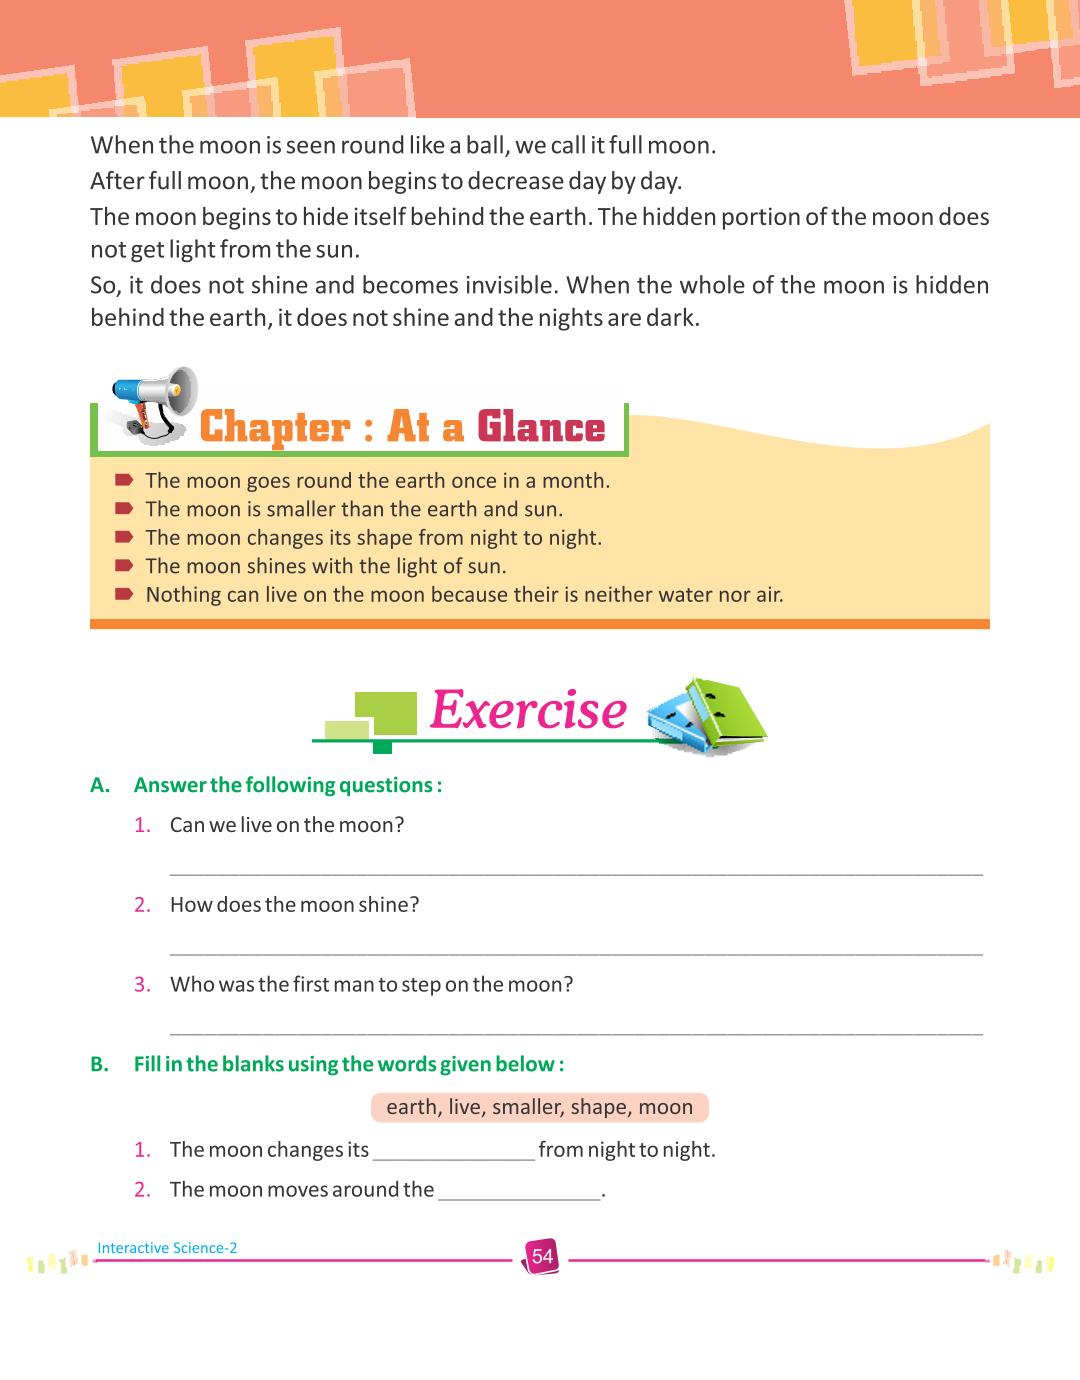 When the moon is seen round like a ball, we call it full moon.
After full moon, the moon begins to decrease day by day.
The moon begins to hide itself behind the earth. The hidden portion of the moon does
not get light from the sun.
So, it does not shine and becomes invisible. When the whole of the moon is hidden
behind the earth, it does not shine and the nights are dark.
Chapter : At a Glance
The moon goes round the earth once in a month.
The moon is smaller than the earth and sun.
The moon changes its shape from night to night.
The moon shines with the light of sun.
Nothing can live on the moon because their is neither water nor air.
Exercise
A. Answer the following questions :
1. Can we live on the moon?
2. How does the moon shine?
3. Who was the first man to step on the moon?
B. Fill in the blanks using the words given below :
earth, live, smaller, shape, moon
1. The moon changes its ______________ from night to night.
2. The moon moves around the ______________.
Interactive Science-2
54